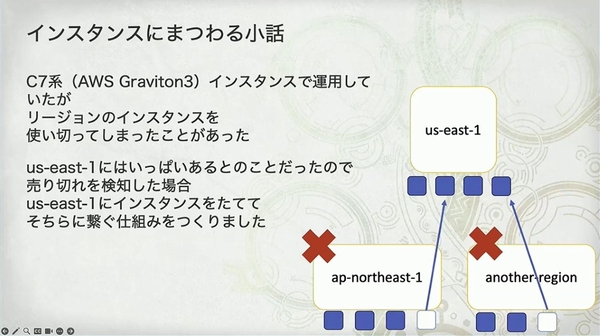 インスタンスにまつわる小話
C7系（AWS Graviton3）インスタンスで運用して
いたが
リージョンのインスタンスを
使い切ってしまったことがあった
us-east-1にはいっぱいあるとのことだったので
売り切れを検知した場合
us-east-1にインスタンスをたてて
そちらに繋ぐ仕組みをつくりました
us-east-1
ap-northeast-1
another-region